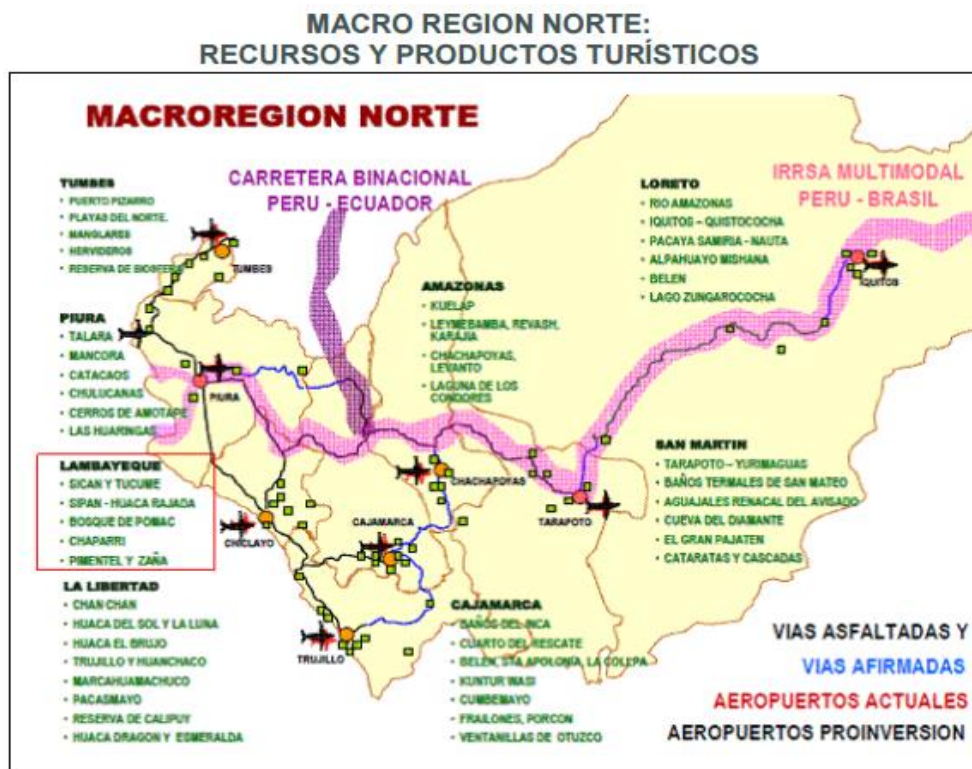 MACRO REGION NORTE:
RECURSOS Y PRODUCTOS TURÍSTICOS
MACROREGION NORTE
CARRETERA BINACIONAL
PERU - ECUADOR
IRRSA MULTIMODAL
PERU - BRASIL
TUMBES
• PUERTO PIZARRO
• PLAYAS DEL NORTE.
• MANGLARES
• HERVIDEROS
• RESERVA DE BIOSFERA
TUMBES
PIURA
• TALARA
• MANCORA
• CATACAOS
• CHULUCANAS
• CERROS DE AMOTAPE
• LAS HUARINGAS
PIURA
LAMBAYEQUE
• SICAN Y TUCUME
• SIPAN - HUACA RAJADA
• BOSQUE DE POMAC
• CHAPARRI
• PIMENTEL Y ZAÑA
CHICLAYO
LA LIBERTAD
• CHAN CHAN
• HUACA DEL SOL Y LA LUNA
• HUACA EL BRUJO
• TRUJILLO Y HUANCHACO
• MARCAHUAMACHUCO
• PACASMAYO
• RESERVA DE CALIPUY
• HUACA DRAGON Y ESMERALDA
TRUJILLO
AMAZONAS
• KUELAP
• LEYMEBAMBA, REVASH,
KARAJIA
• CHACHAPOYAS,
LEVANTO
• LAGUNA DE LOS
CONDORES
CHACHAPOYAS
CAJAMARCA
CAJAMARCA
• BAÑOS DEL INCA
• CUARTO DEL RESCATE
• BELEN, STA APOLONIA, LA COLPA
• KUNTUR WASI
• CUMBEMAYO
• FRAILONES, PORCON
• VENTANILLAS DE OTUZCO
LORETO
• RIO AMAZONAS
• IQUITOS - QUISTOCOCHA
• PACAYA SAMIRIA - NAUTA
• ALPAHUAYO MISHANA
• BELEN
• LAGO ZUNGAROCOCHA
IQUITOS
SAN MARTIN
• TARAPOTO - YURIMAGUAS
• BAÑOS TERMALES DE SAN MATEO
• AGUAJALES RENACAL DEL AVISADO
• CUEVA DEL DIAMANTE
• EL GRAN PAJATEN
• CATARATAS Y CASCADAS
TARAPOTO
VIAS ASFALTADAS Y
VIAS AFIRMADAS
AEROPUERTOS ACTUALES
AEROPUERTOS PROINVERSION